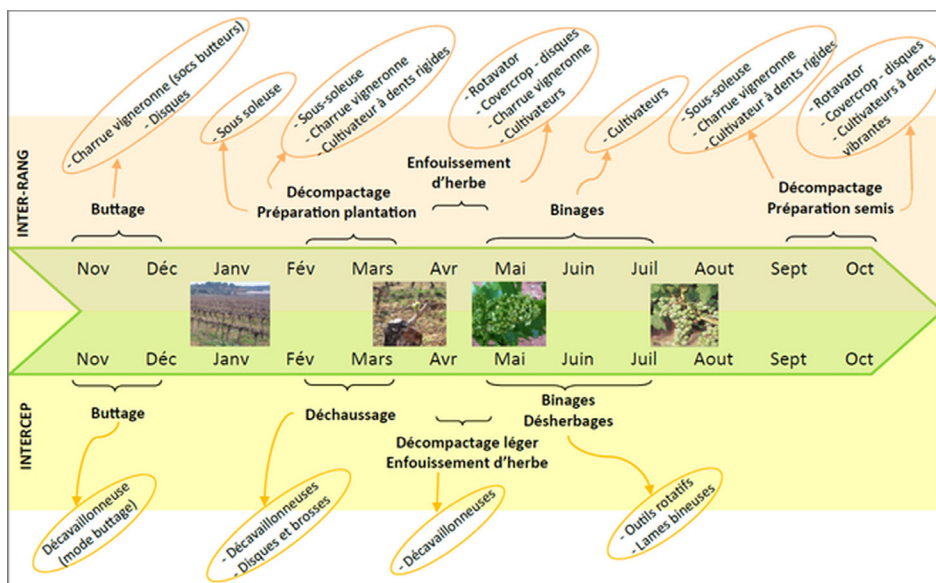 - Charrue vigneronne (socs butteurs)
- Disques
- Sous soleuse
- Sous-soleuse
- Charrue vigneronne
- Cultivateur à dents rigides
- Rotavator
- Covercrop - disques
- Charrue vigneronne
- Cultivateurs
- Cultivateurs
- Sous-soleuse
- Charrue vigneronne
- Cultivateur à dents rigides
- Rotavator
- Covercrop - disques
- Cultivateurs à dents
vibrantes
INTER-RANG
Buttage
Décompactage
Préparation plantation
Enfouissement
d'herbe
Binages
Décompactage
Préparation semis
Nov Déc Janv Fév Mars Avr Mai Juin Juil Aout Sept Oct
Nov Déc Janv Fév Mars Avr Mai Juin Juil Aout Sept Oct
INTERCEP
Buttage
Déchaussage
Décompactage léger
Enfouissement d'herbe
Binages
Désherbages
Décavaillonneuse
(mode buttage)
- Décavaillonneuses
- Disques et brosses
- Décavaillonneuses
- Outils rotatifs
- Lames bineuses